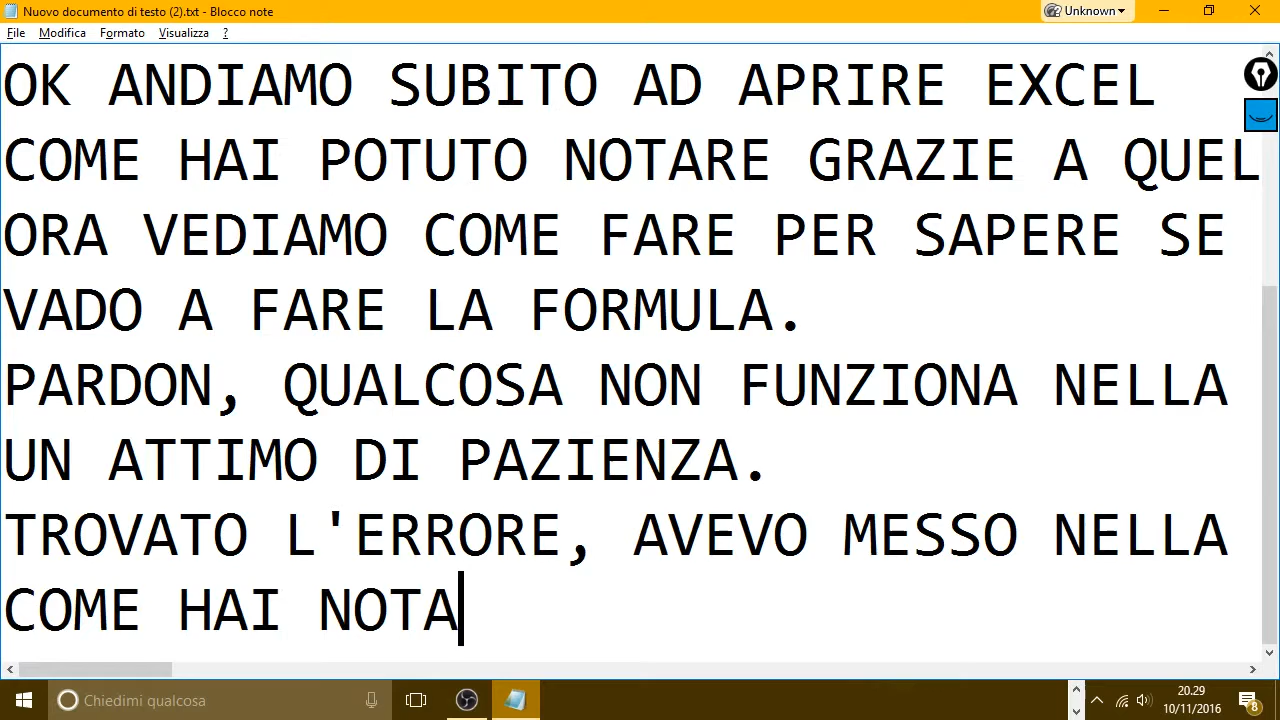 Nuovo documento di testo (2).txt - Blocco note
Unknown
File Modifica Formato Visualizza ?
OK ANDIAMO SUBITO AD APRIRE EXCEL
COME HAI POTUTO NOTARE GRAZIE A QUEL
ORA VEDIAMO COME FARE PER SAPERE SE
VADO A FARE LA FORMULA.
PARDON, QUALCOSA NON FUNZIONA NELLA
UN ATTIMO DI PAZIENZA.
TROVATO L'ERRORE, AVEVO MESSO NELLA
COME HAI NOTA
Chiedimi qualcosa
20.29
10/11/2016
8